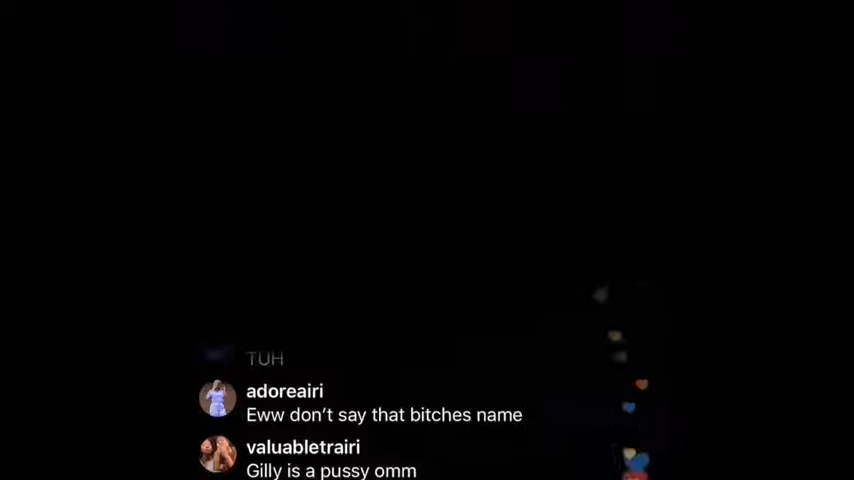 TUH
adoreairi
Eww don’t say that bitches name
valuabletrairi
Gilly is a pussy omm